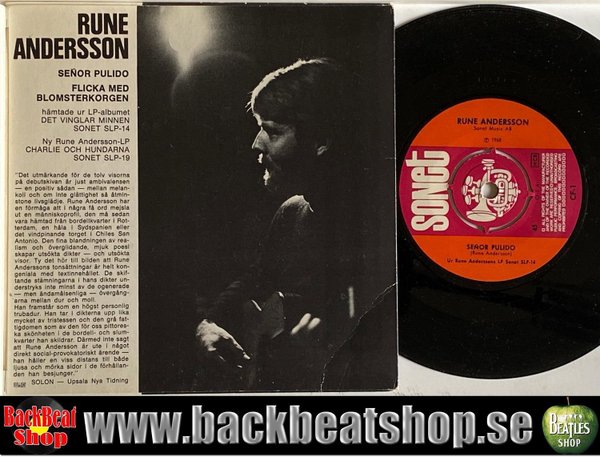 RUNE
ANDERSSON
SEÑOR PULIDO
FLICKA MED
BLOMSTERKORGEN
hämtade ur LP-albumet
DET VINGLAR MINNEN
SONET SLP-14
Ny Rune Andersson-LP
CHARLIE OCH HUNDARNA
SONET SLP-19
"Det utmärkande för de tolv visorna
på debutskivan är just ambivalensen
— en positiv sådan — mellan melan-
koli och om inte glättighet så åtmin-
stone livsglädje. Rune Andersson har
en förmåga att i några få ord mejsla
ut en människoprofil, den må sedan
vara hämtad från bordellkvarter i Rot-
terdam, en håla i Sydspanien eller
det vindpinande torget i Chiles San
Antonio. Den fina blandningen av rea-
lism och överglidande, mjuk poesi
skapar utsökta dikter — och utsökta
visor. Ty det hör till bilden att Rune
Anderssons tonsättningar är helt kon-
geniala med textinnehållet. De skif-
tande stämningarna i hans dikter un-
derstryks inte minst av de ogenerade
— men ändamålsenliga — övergång-
arna mellan dur och moll.
Han framstår som en högst personlig
trubadur. Han tar i dikterna upp lika
mycket av tristessen och den grå fat-
tigdomen som av den för oss pittores-
ka skönheten i de bordell- och slum-
kvarter han skildrar. Därmed inte sagt
att Rune Andersson är ute i något
direkt social-provokatoriskt ärende —
han håller en viss distans till både
ljusa och mörka sidor i de förhållan-
den han besjunger."
SOLON — Upsala Nya Tidning
RUNE ANDERSSON
Sonet Music AB
℗ 1968
sonet
45
SEÑOR PULIDO
(Rune Andersson)
Ur Rune Anderssons LP Sonet SLP-14
BackBeat
Shop
www.backbeatshop.se
BEATLES
SHOP